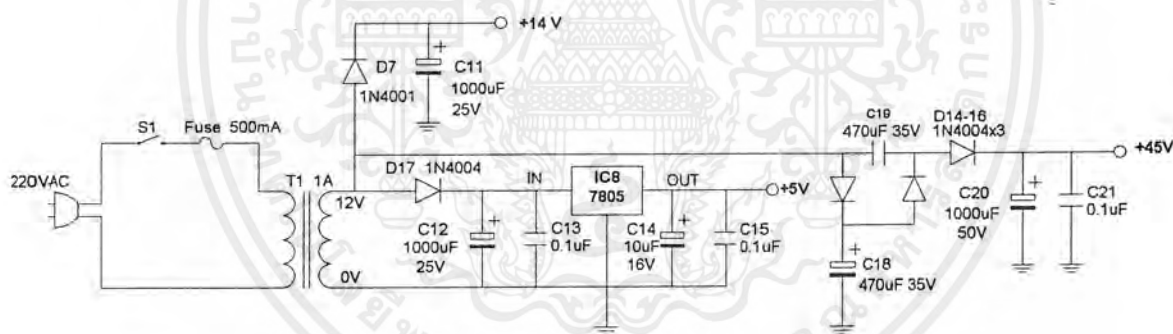 +14 V
D7
1N4001
C11
1000uF
25V
S1
Fuse 500mA
220VAC
T1 1A
12V
0V
D17 1N4004
C12
1000uF
25V
IN
C13
0.1uF
IC8
7805
OUT
+5V
C14
10uF
16V
C15
0.1uF
C19
470uF 35V
D14-16
1N4004x3
+45V
C20
1000uF
50V
C21
0.1uF
C18
470uF 35V